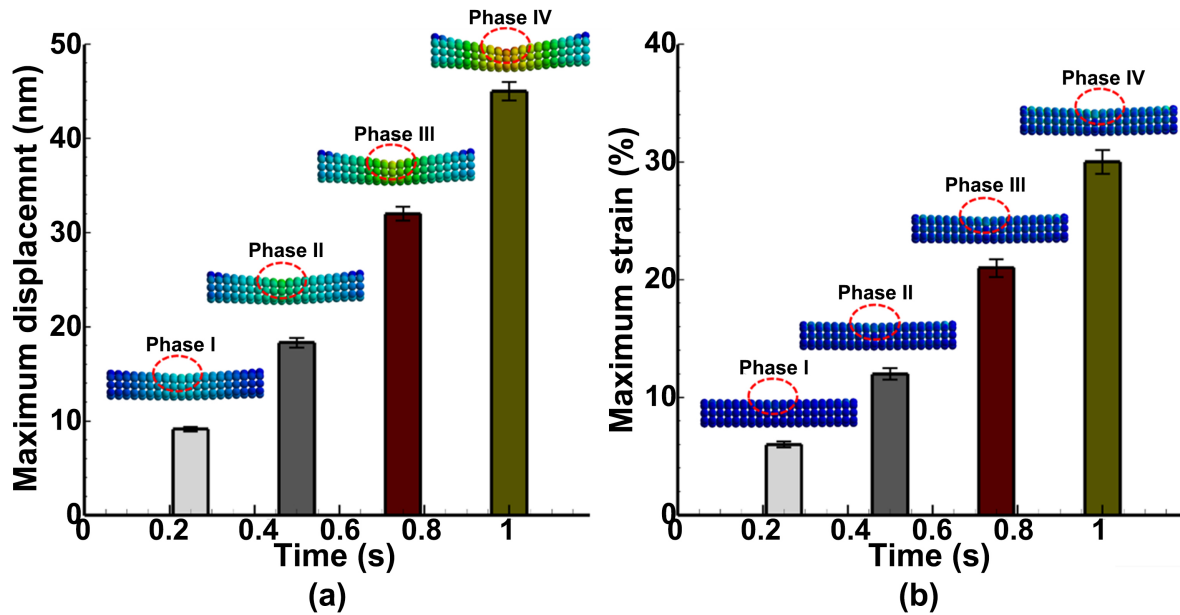 Maximum displacemnt (nm)
50
40
30
20
10
0
Phase I
Phase II
Phase III
Phase IV
0 0.2 0.4 0.6 0.8 1
Time (s)
(a)
Maximum strain (%)
40
30
20
10
0
Phase I
Phase II
Phase III
Phase IV
0 0.2 0.4 0.6 0.8 1
Time (s)
(b)